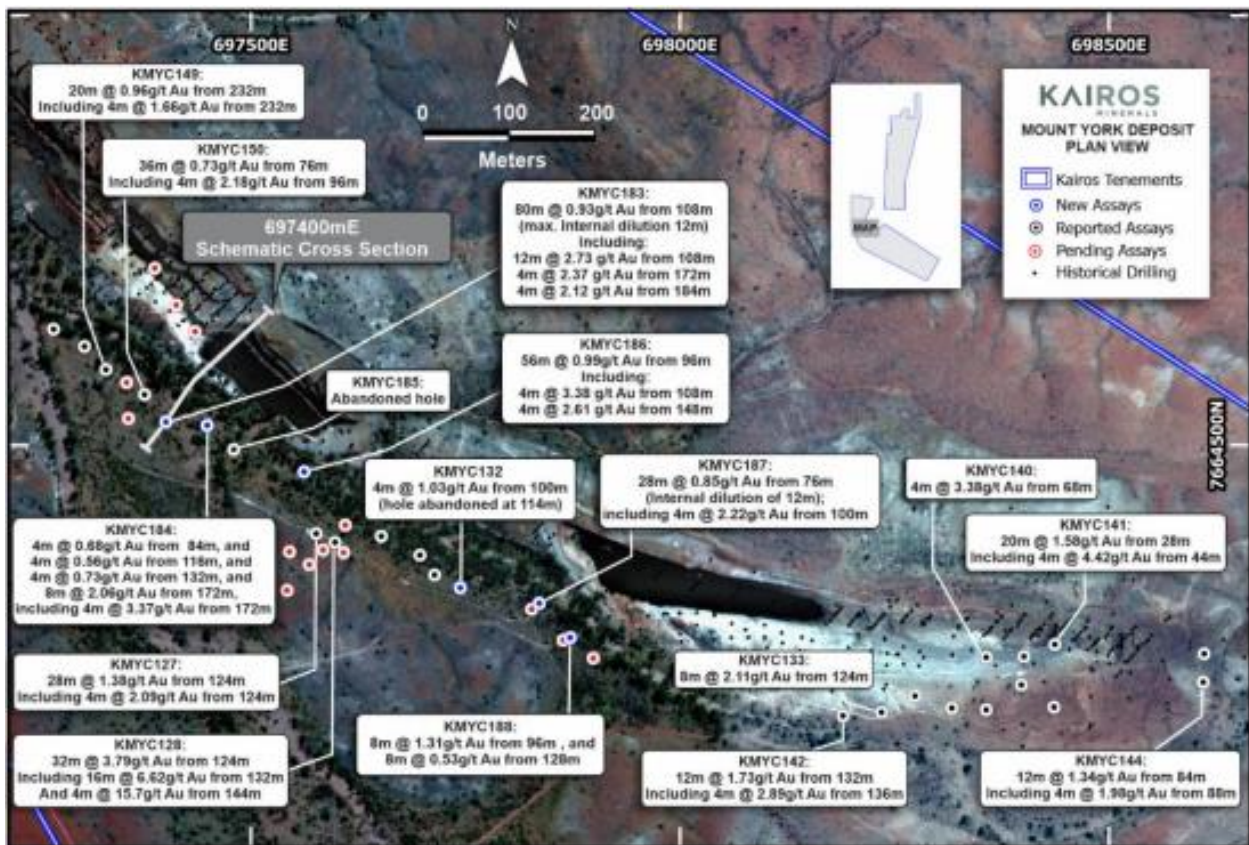 697500E
698000E
698500E
N
0 100 200
Meters
KAIROS
MINERALS
MOUNT YORK DEPOSIT
PLAN VIEW
Kairos Tenements
New Assays
Reported Assays
Pending Assays
Historical Drilling
MAP
7664500N
KMYC149:
20m @ 0.96g/t Au from 232m
Including 4m @ 1.66g/t Au from 232m
KMYC150:
36m @ 0.73g/t Au from 76m
Including 4m @ 2.18g/t Au from 96m
697400mE
Schematic Cross Section
KMYC183:
80m @ 0.93g/t Au from 108m
(max. Internal dilution 12m)
Including:
12m @ 2.73 g/t Au from 108m
4m @ 2.37 g/t Au from 172m
4m @ 2.12 g/t Au from 184m
KMYC186:
56m @ 0.99g/t Au from 96m
Including:
4m @ 3.38 g/t Au from 108m
4m @ 2.61 g/t Au from 148m
KMYC185:
Abandoned hole
KMYC132
4m @ 1.03g/t Au from 100m
(hole abandoned at 114m)
KMYC187:
28m @ 0.85g/t Au from 76m
(Internal dilution of 12m);
including 4m @ 2.22g/t Au from 100m
KMYC140:
4m @ 3.38g/t Au from 68m
KMYC141:
20m @ 1.58g/t Au from 28m
Including 4m @ 4.42g/t Au from 44m
KMYC184:
4m @ 0.68g/t Au from 84m, and
4m @ 0.56g/t Au from 116m, and
4m @ 0.73g/t Au from 132m, and
8m @ 2.06g/t Au from 172m,
including 4m @ 3.37g/t Au from 172m
KMYC127:
28m @ 1.38g/t Au from 124m
Including 4m @ 2.09g/t Au from 124m
KMYC128:
32m @ 3.79g/t Au from 124m
Including 16m @ 6.62g/t Au from 132m
And 4m @ 15.7g/t Au from 144m
KMYC188:
8m @ 1.31g/t Au from 96m , and
8m @ 0.53g/t Au from 128m
KMYC133:
8m @ 2.11g/t Au from 124m
KMYC142:
12m @ 1.73g/t Au from 132m
Including 4m @ 2.89g/t Au from 136m
KMYC144:
12m @ 1.34g/t Au from 84m
Including 4m @ 1.98g/t Au from 88m